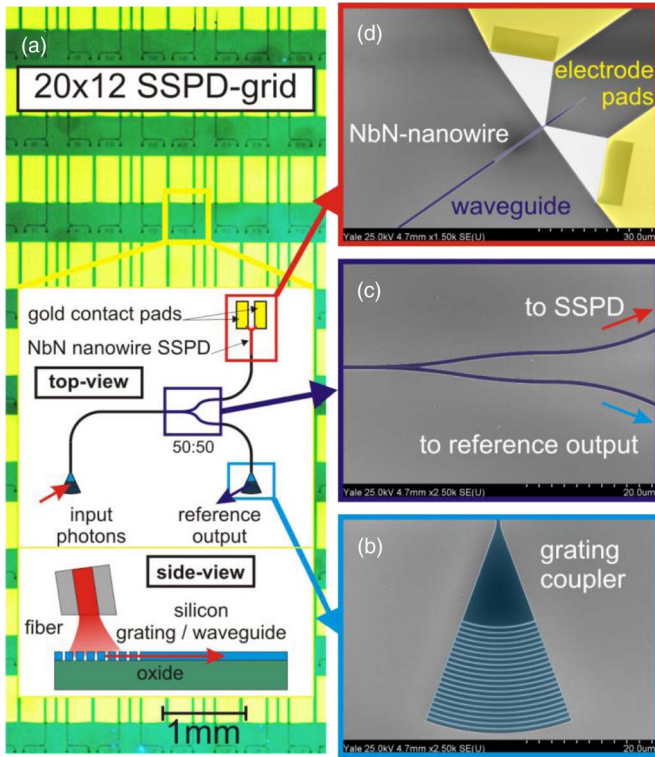 (a)
20x12 SSPD-grid
gold contact pads
NbN nanowire SSPD
top-view
50:50
input
photons
reference
output
side-view
fiber
silicon
grating / waveguide
oxide
1mm
(d)
electrode
pads
NbN-nanowire
waveguide
Yale 25.0kV 4.7mm x1.50k SE(U)
30.0um
(c)
to SSPD
to reference output
Yale 25.0kV 4.7mm x2.50k SE(U)
20.0um
(b)
grating
coupler
Yale 25.0kV 4.7mm x2.50k SE(U)
20.0um